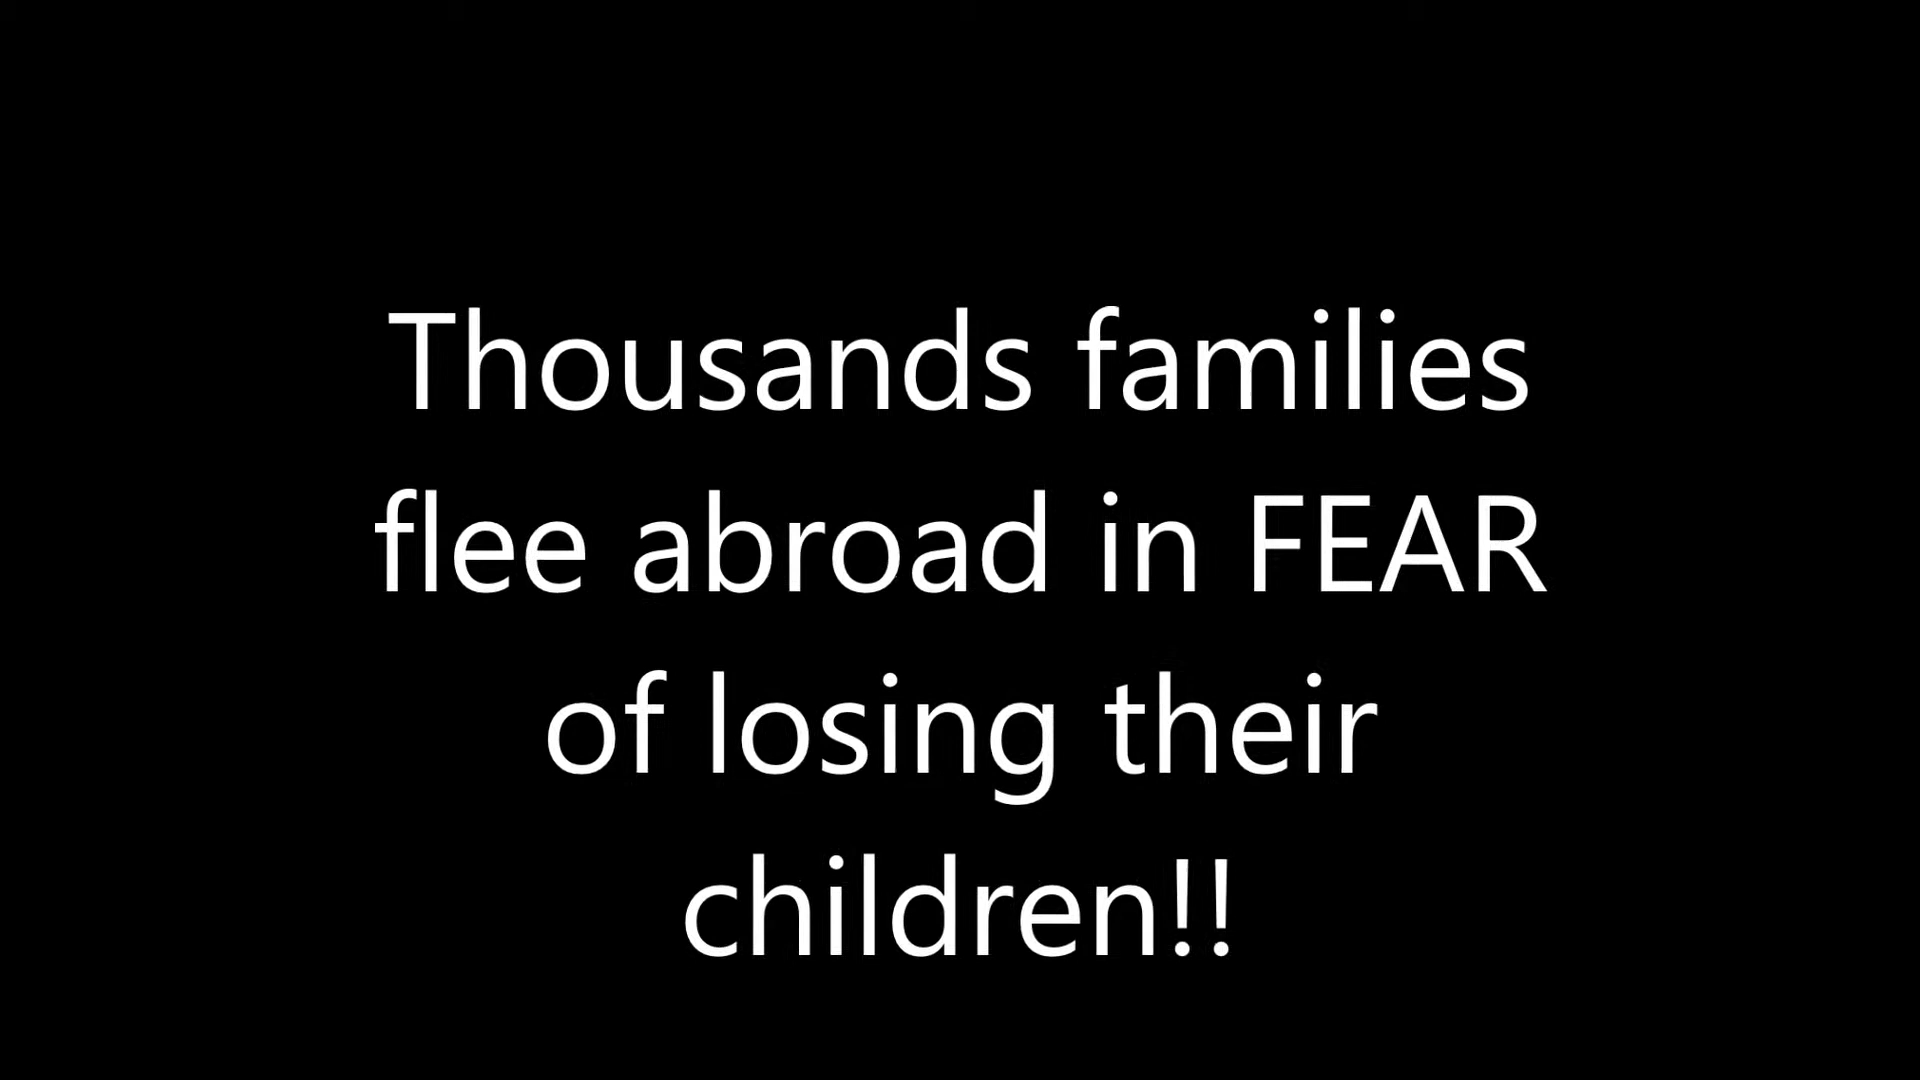 Thousands families
flee abroad in FEAR
of losing their
children!!